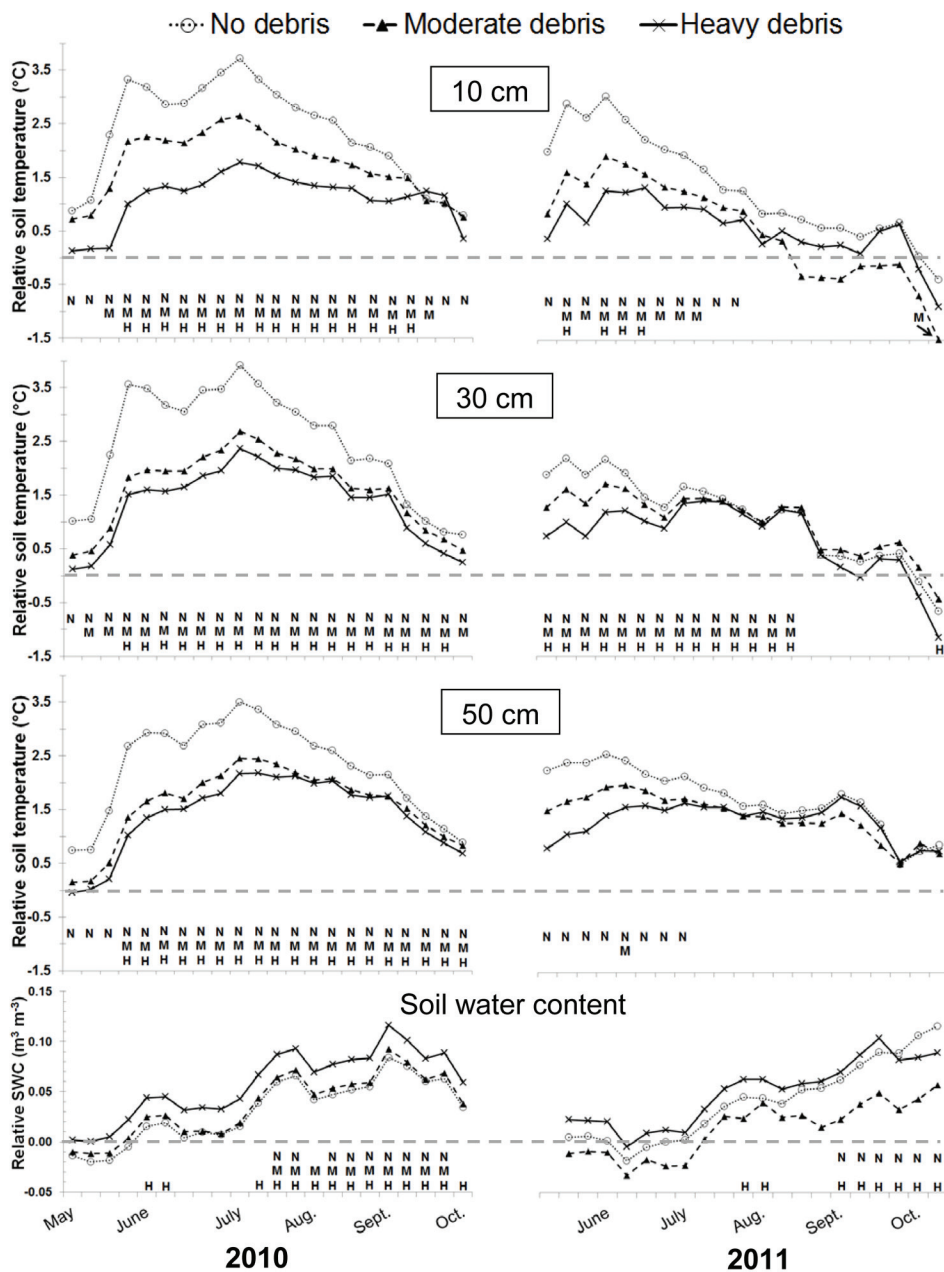 No debris Moderate debris Heavy debris
10 cm
Relative soil temperature (°C)
3.5
2.5
1.5
0.5
-0.5
-1.5
N N N N N N N N N N N N N N N N N N N N N N
M M M M M M M M M M M M M M M M M M
H H H H H H H H H H H H H H H H
N N N N N N N N N N N
M M M M M M M
H H H H
M
30 cm
Relative soil temperature (°C)
3.5
2.5
1.5
0.5
-0.5
-1.5
N N N N N N N N N N N N N N N N N N N N N N
M M M M M M M M M M M M M M M M M M M M M
H H H H H H H H H H H H H H H H H H
N N N N N N N N N N N N N N
M M M M M M M M M M M M M M
H H H H H H H H H H H H H H
H
50 cm
Relative soil temperature (°C)
3.5
2.5
1.5
0.5
-0.5
-1.5
N N N N N N N N N N N N N N N N N N N N N N
M M M M M M M M M M M M M M M M M M M
H H H H H H H H H H H H H H H H H H H
N N N N N N N N
M
Soil water content
Relative SWC (m³ m⁻³)
0.15
0.10
0.05
0.00
-0.05
N N N N N N N N N
M M M M M M M M M M
H H H H H H H H H H H H H H
N N N N N N
H H H H H H H H
May June July Aug. Sept. Oct.
June July Aug. Sept. Oct.
2010 2011